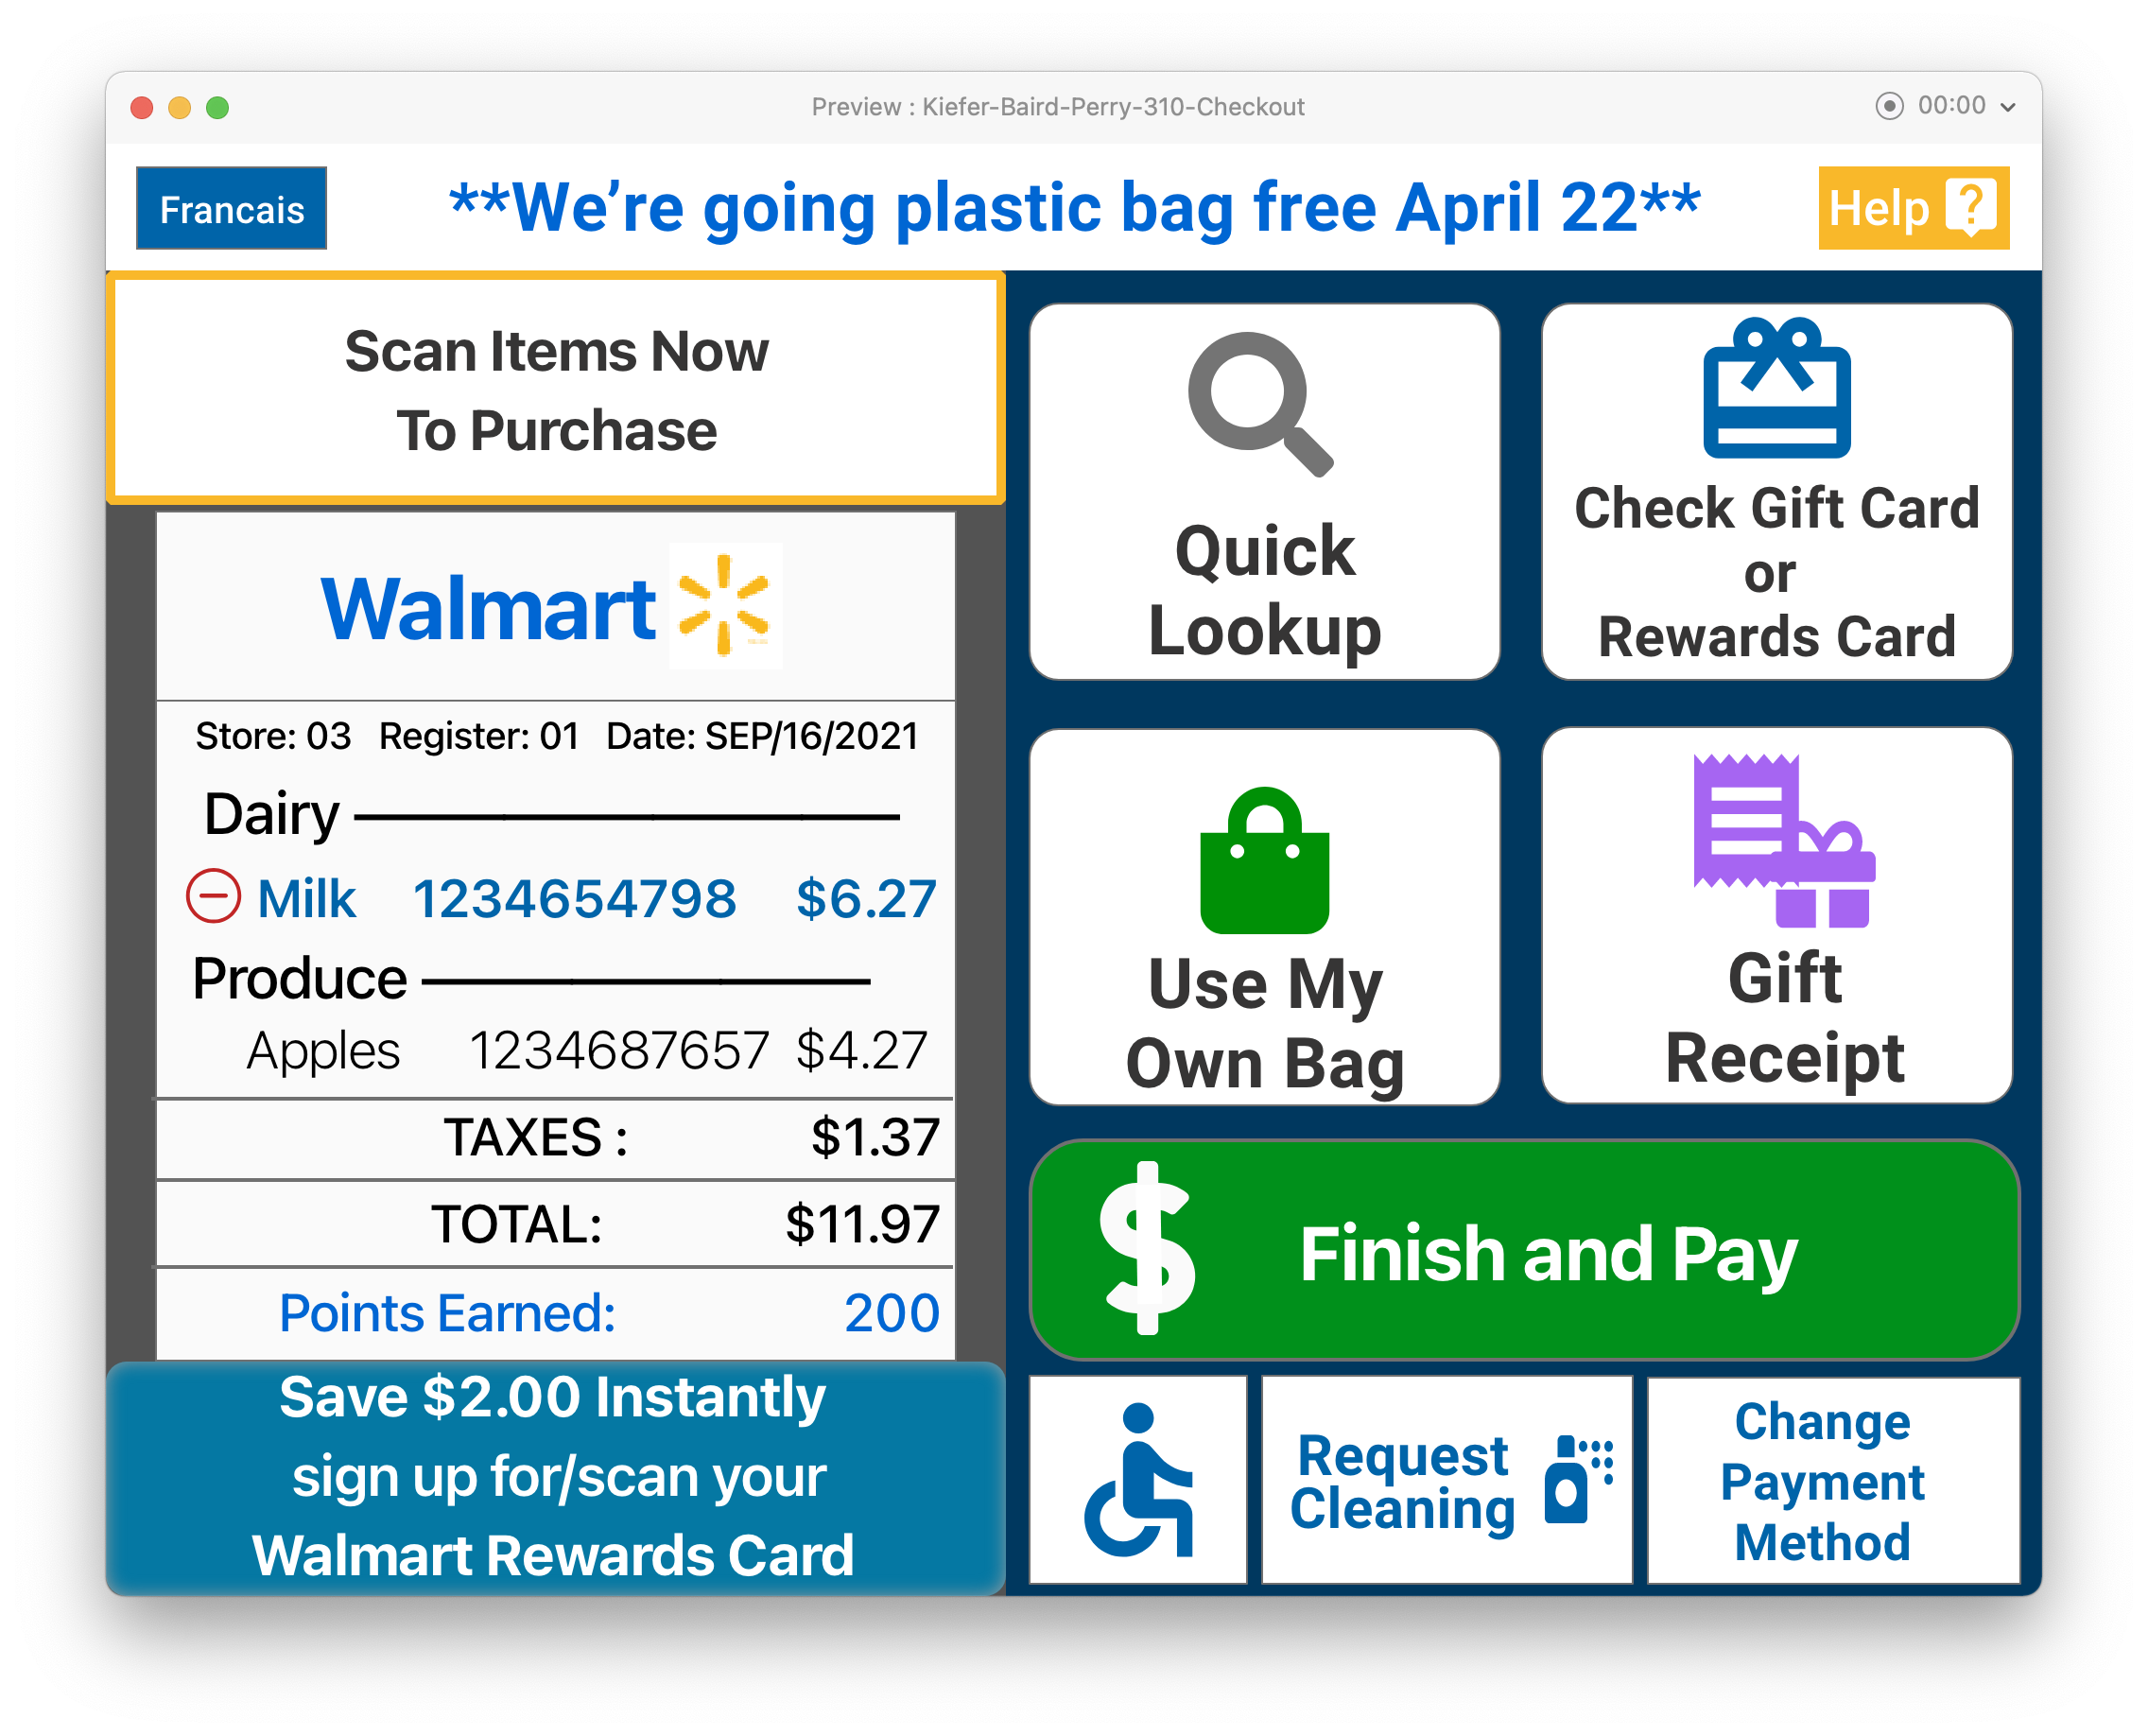 Preview : Kiefer-Baird-Perry-310-Checkout
00:00
Francais
**We’re going plastic bag free April 22**
Help ?
Scan Items Now
To Purchase
Walmart
Store: 03 Register: 01 Date: SEP/16/2021
Dairy
Milk 1234654798 $6.27
Produce
Apples 1234687657 $4.27
TAXES : $1.37
TOTAL: $11.97
Points Earned: 200
Save $2.00 Instantly
sign up for/scan your
Walmart Rewards Card
Quick
Lookup
Check Gift Card
or
Rewards Card
Use My
Own Bag
Gift
Receipt
$ Finish and Pay
Request
Cleaning
Change
Payment
Method